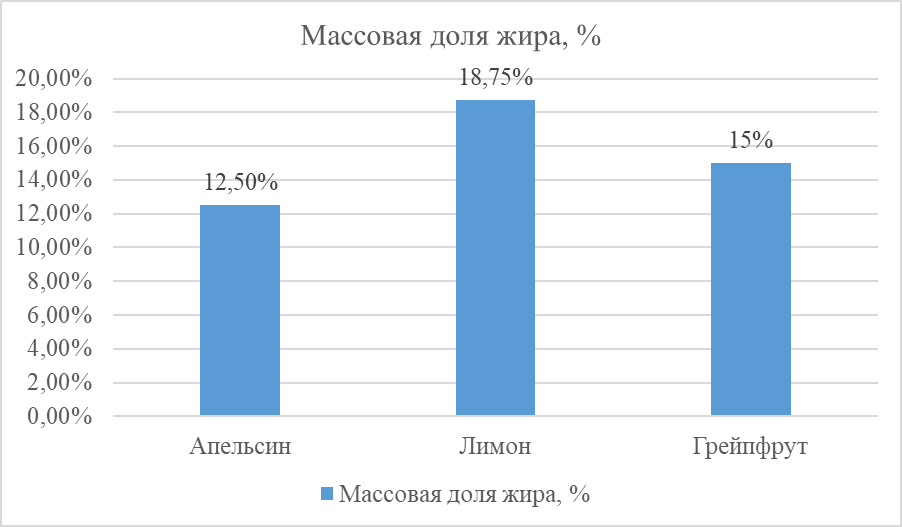 Массовая доля жира, %
20,00%
18,00%
16,00%
14,00%
12,00%
10,00%
8,00%
6,00%
4,00%
2,00%
0,00%
12,50%
18,75%
15%
Апельсин
Лимон
Грейпфрут
Массовая доля жира, %